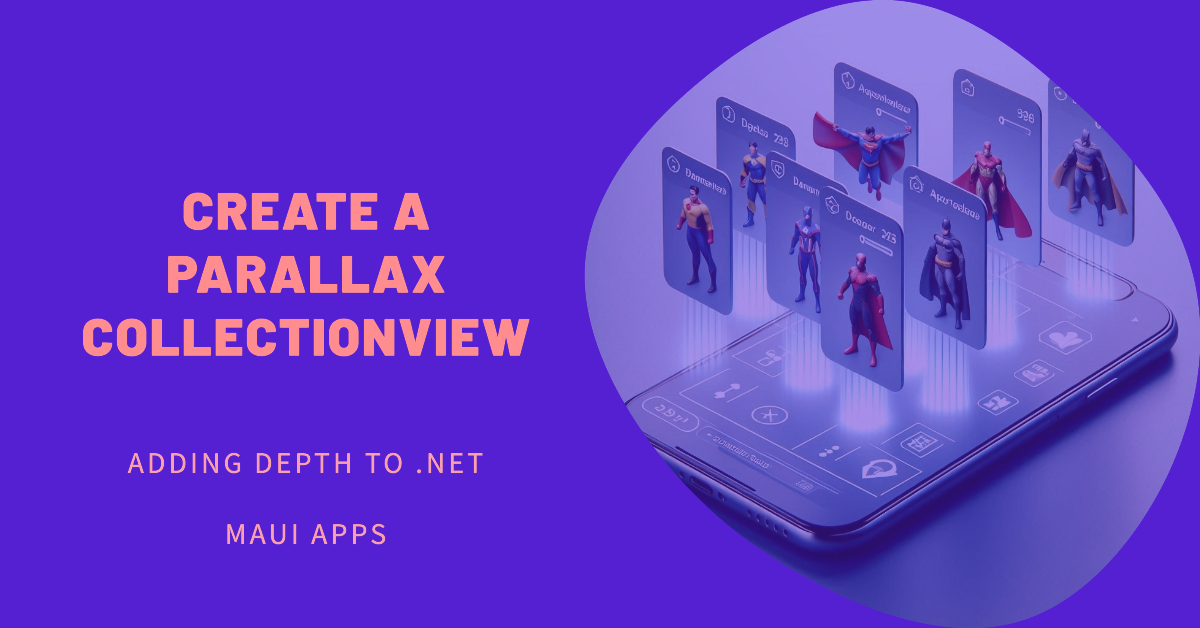 CREATE A
PARALLAX
COLLECTIONVIEW
ADDING DEPTH TO .NET
MAUI APPS